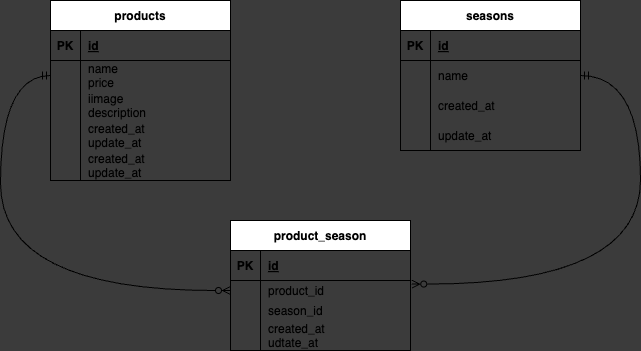 products
PK id
name
price
iimage
description
created_at
update_at
created_at
update_at
seasons
PK id
name
created_at
update_at
product_season
PK id
product_id
season_id
created_at
udtate_at